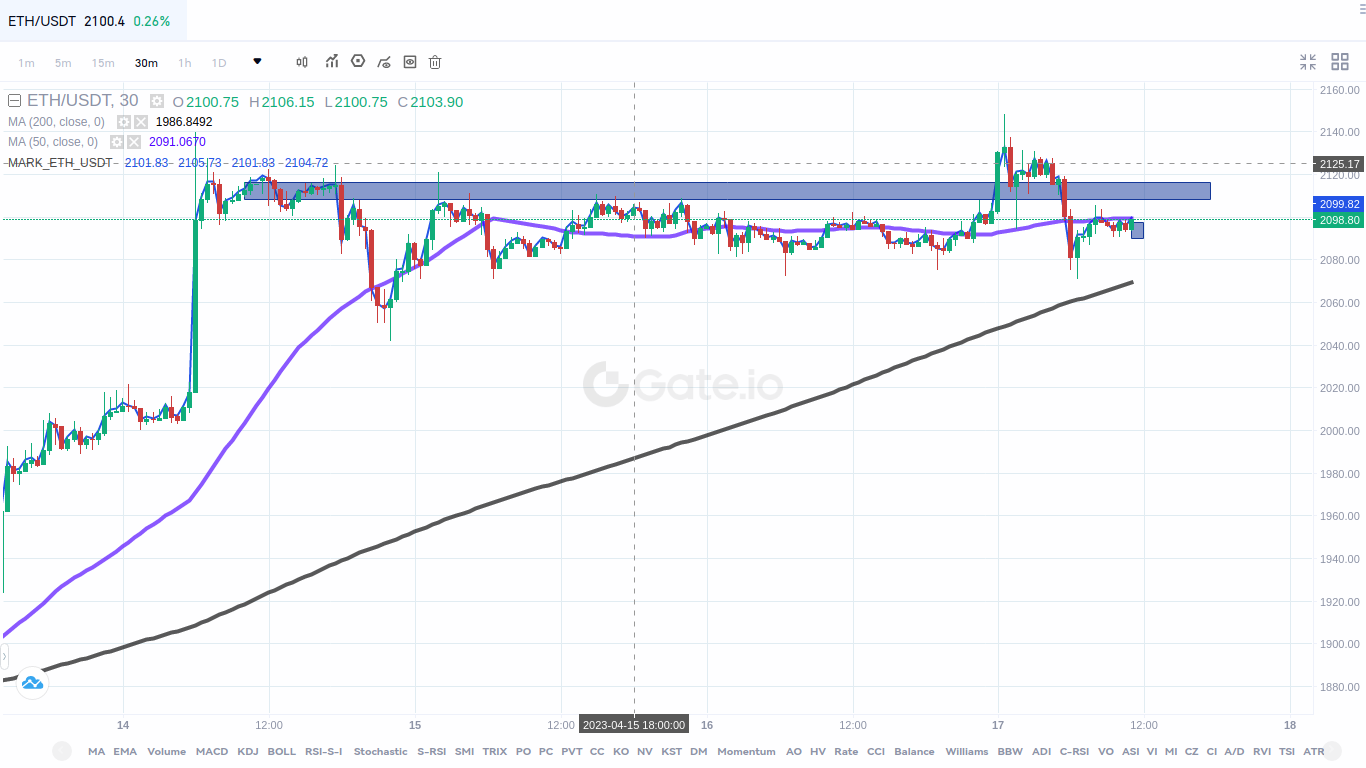 ETH/USDT 2100.4 0.26%
1m 5m 15m 30m 1h 1D
ETH/USDT, 30 O2100.75 H2106.15 L2100.75 C2103.90
MA (200, close, 0) 1986.8492
MA (50, close, 0) 2091.0670
MARK_ETH_USDT 2101.83 2105.73 2101.83 2104.72
2160.00
2140.00
2125.17
2120.00
2099.82
2098.80
2080.00
2060.00
2040.00
2020.00
2000.00
1980.00
1960.00
1940.00
1920.00
1900.00
1880.00
Gate.io
14 12:00 15 12:00 2023-04-15 18:00:00 16 12:00 17 12:00 18
MA EMA Volume MACD KDJ BOLL RSI-S-I Stochastic S-RSI SMI TRIX PO PC PVT CC KO NV KST DM Momentum AO HV Rate CCI Balance Williams BBW ADI C-RSI VO ASI VI MI CZ CI A/D RVI TSI ATR